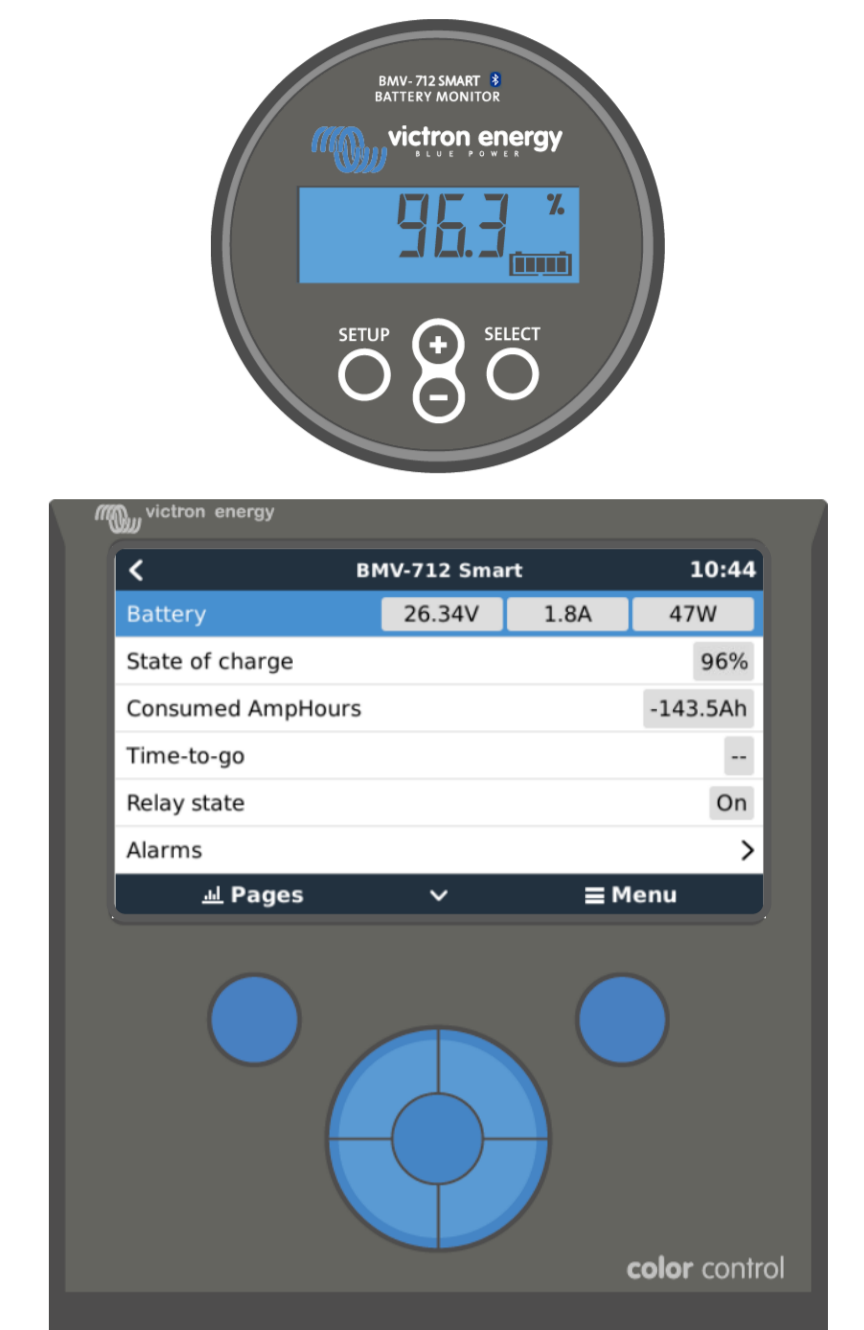 BMV-712 SMART
BATTERY MONITOR
victron energy
BLUE POWER
96.3 %
SETUP + SELECT
−
victron energy
BMV-712 Smart 10:44
Battery 26.34V 1.8A 47W
State of charge 96%
Consumed AmpHours -143.5Ah
Time-to-go --
Relay state On
Alarms
Pages Menu
color control